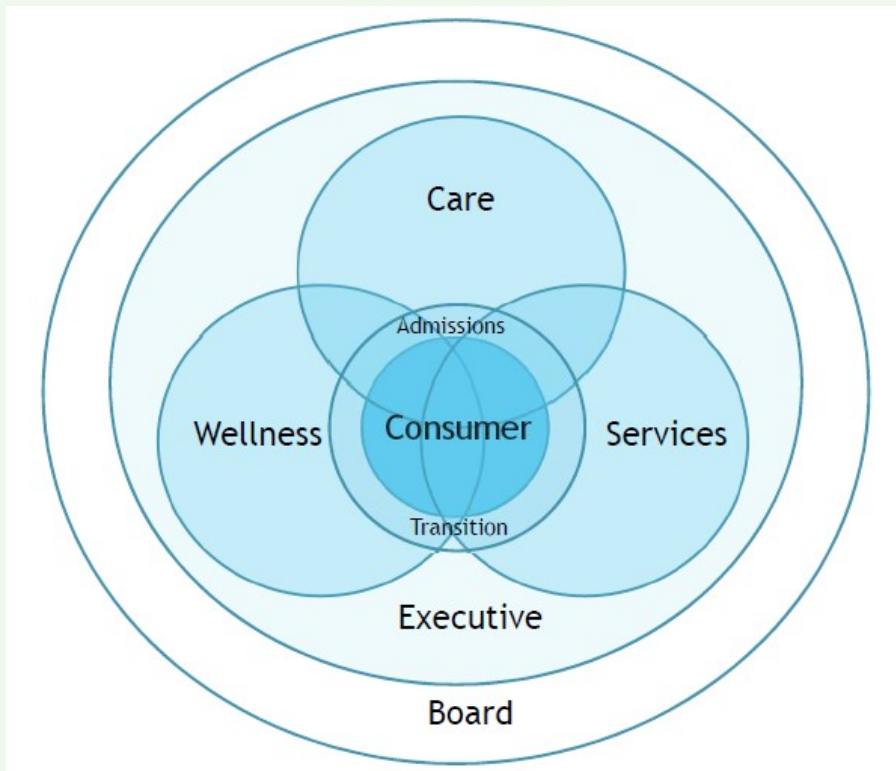 Care
Admissions
Wellness
Consumer
Services
Transition
Executive
Board